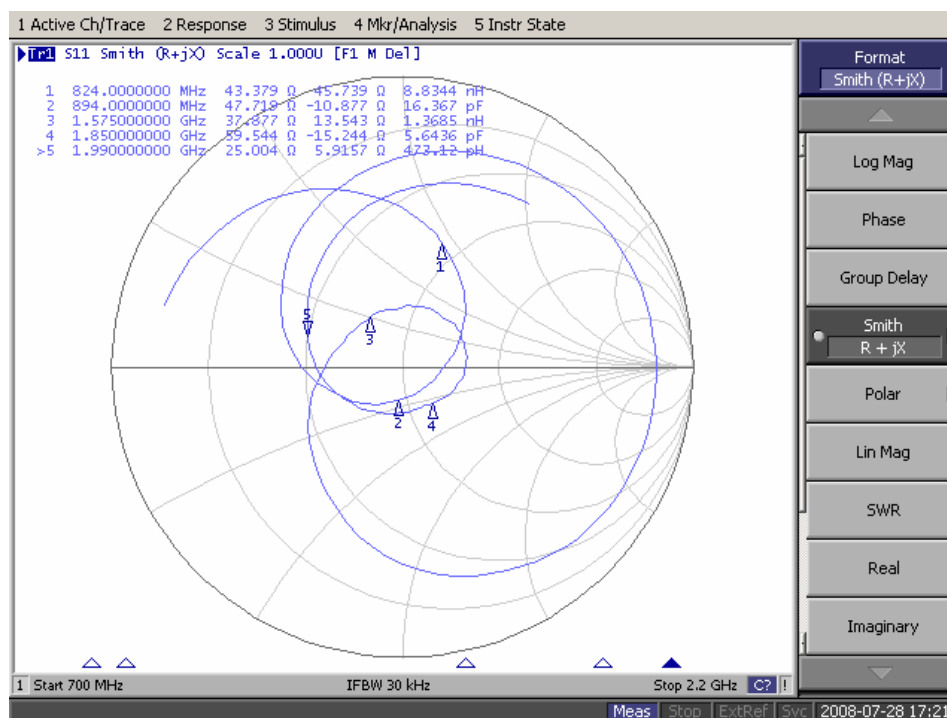 1 Active Ch/Trace 2 Response 3 Stimulus 4 Mkr/Analysis 5 Instr State
Tr1 S11 Smith (R+jX) Scale 1.000U [F1 M Del]
1 824.0000000 MHz 43.379 Ω 45.739 Ω 8.8344 nH
2 894.0000000 MHz 47.719 Ω -10.877 Ω 16.367 pF
3 1.575000000 GHz 37.877 Ω 13.543 Ω 1.3685 nH
4 1.850000000 GHz 59.544 Ω -15.244 Ω 5.6436 pF
>5 1.990000000 GHz 25.004 Ω 5.9157 Ω 473.12 pH
1
5
3
2
4
Format
Smith (R+jX)
Log Mag
Phase
Group Delay
Smith
R + jX
Polar
Lin Mag
SWR
Real
Imaginary
1 Start 700 MHz IFBW 30 kHz Stop 2.2 GHz C? !
Meas Stop ExtRef Svc 2008-07-28 17:21